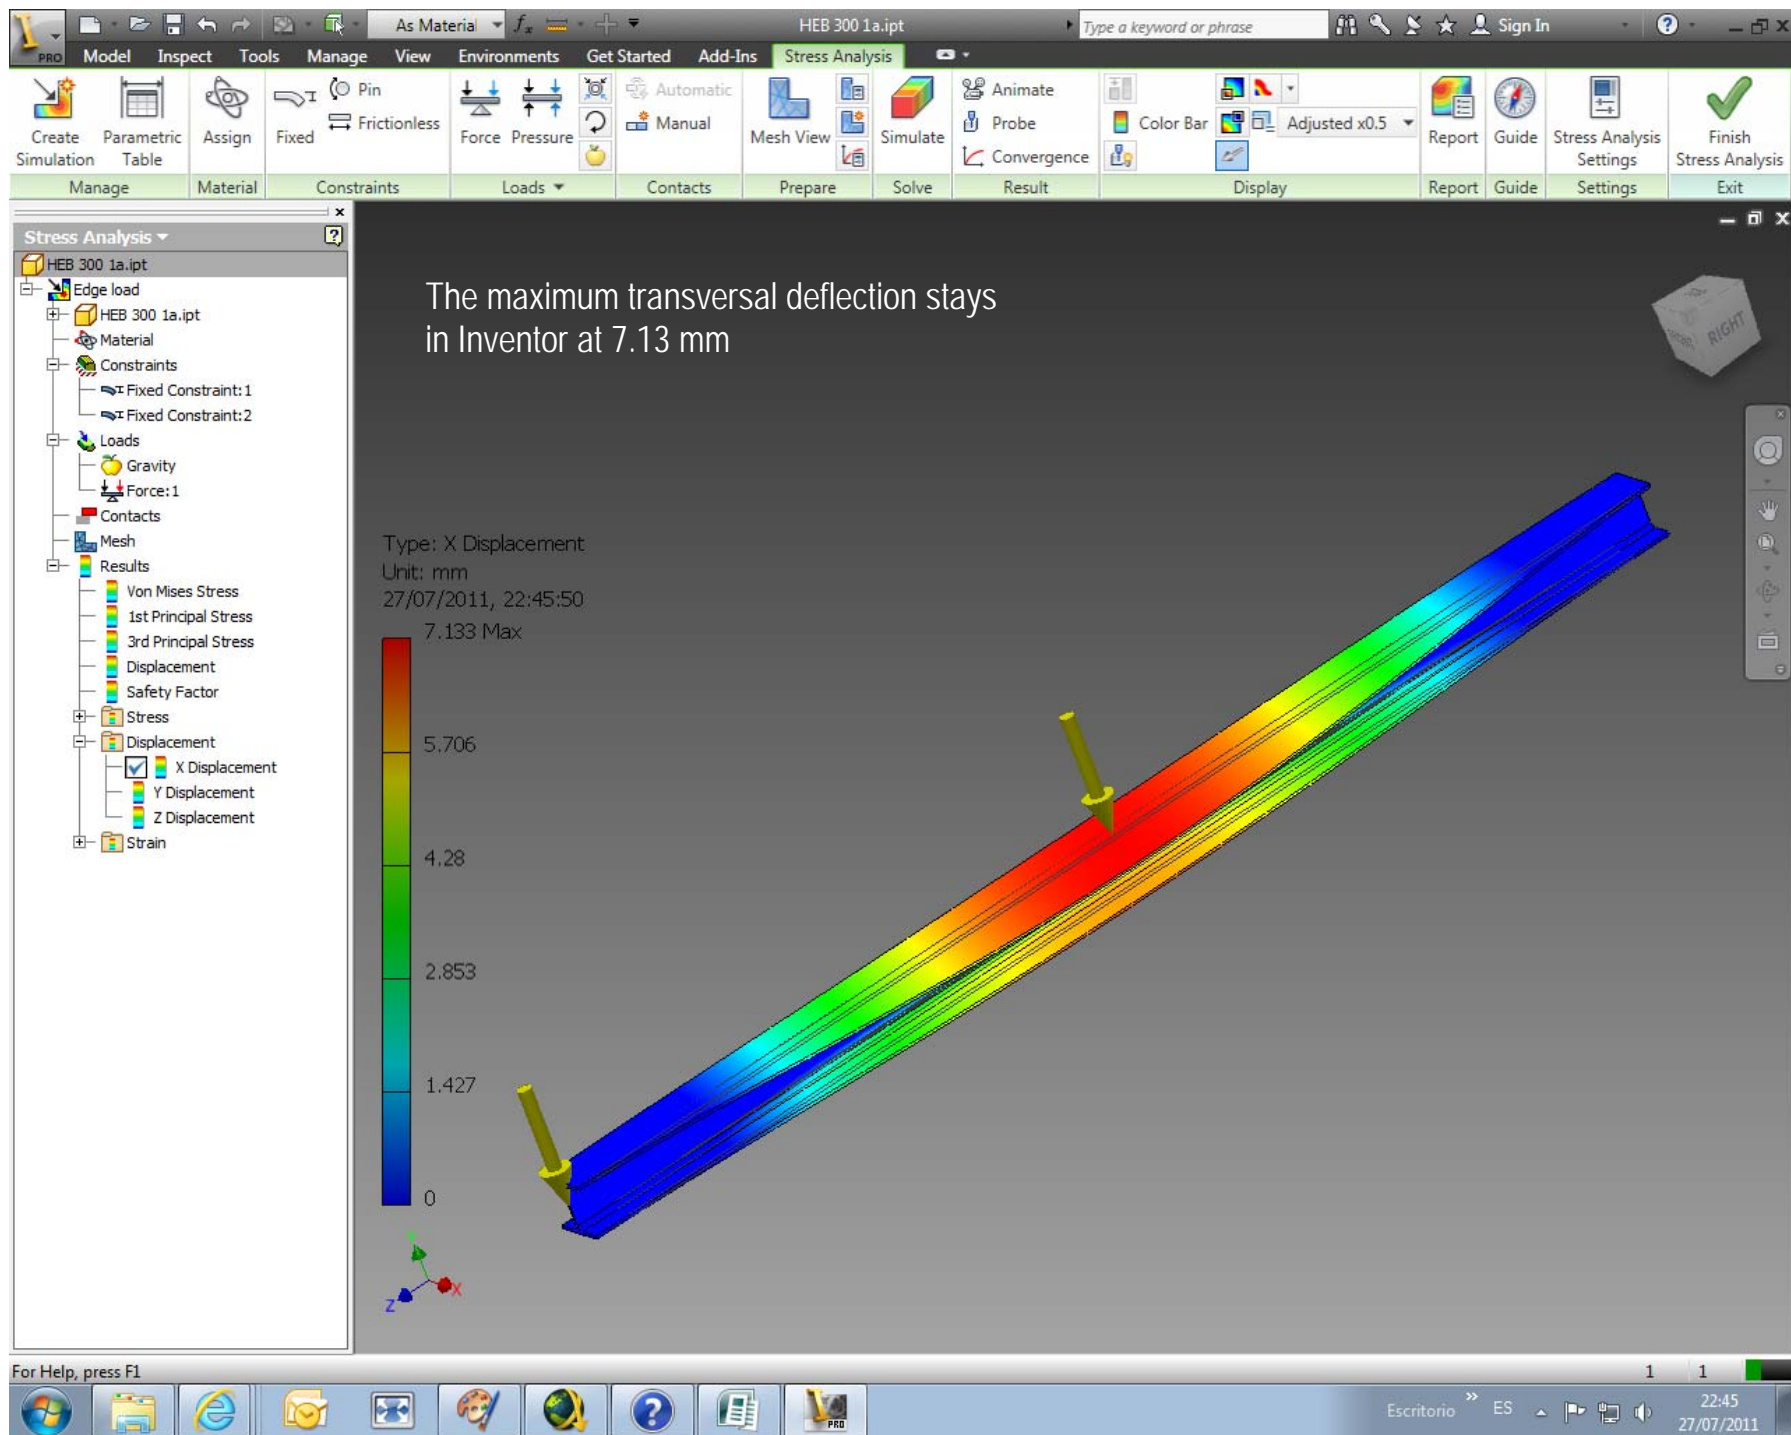 As Material
fx
HEB 300 1a.ipt
Type a keyword or phrase
Sign In
PRO
Model Inspect Tools Manage View Environments Get Started Add-Ins Stress Analysis
Create Simulation
Parametric Table
Assign
Fixed
Pin
Frictionless
Force
Pressure
Automatic
Manual
Mesh View
Simulate
Animate
Probe
Convergence
Color Bar
Adjusted x0.5
Report
Guide
Stress Analysis Settings
Finish Stress Analysis
Manage Material Constraints Loads Contacts Prepare Solve Result Display Report Guide Settings Exit
Stress Analysis
HEB 300 1a.ipt
Edge load
HEB 300 1a.ipt
Material
Constraints
Fixed Constraint:1
Fixed Constraint:2
Loads
Gravity
Force:1
Contacts
Mesh
Results
Von Mises Stress
1st Principal Stress
3rd Principal Stress
Displacement
Safety Factor
Stress
Displacement
X Displacement
Y Displacement
Z Displacement
Strain
The maximum transversal deflection stays
in Inventor at 7.13 mm
RIGHT
Type: X Displacement
Unit: mm
27/07/2011, 22:45:50
7.133 Max
5.706
4.28
2.853
1.427
0
X
Z
For Help, press F1
1 1
PRO
Escritorio » ES
22:45
27/07/2011